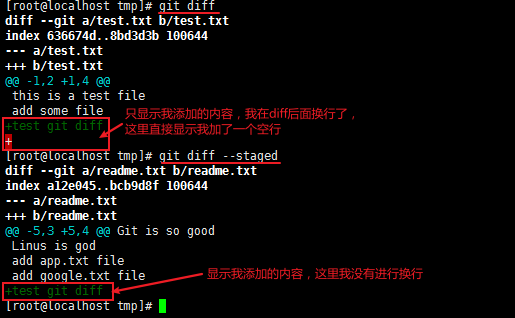 [root@localhost tmp]# git diff
diff --git a/test.txt b/test.txt
index 636674d..8bd3d3b 100644
--- a/test.txt
+++ b/test.txt
@@ -1,2 +1,4 @@
 this is a test file
 add some file
+test git diff
+
只显示我添加的内容，我在diff后面换行了，
这里直接显示我加了一个空行
[root@localhost tmp]# git diff --staged
diff --git a/readme.txt b/readme.txt
index a12e045..bcb9d8f 100644
--- a/readme.txt
+++ b/readme.txt
@@ -5,3 +5,4 @@ Git is so good
 Linus is god
 add app.txt file
 add google.txt file
+test git diff
显示我添加的内容，这里我没有进行换行
[root@localhost tmp]#